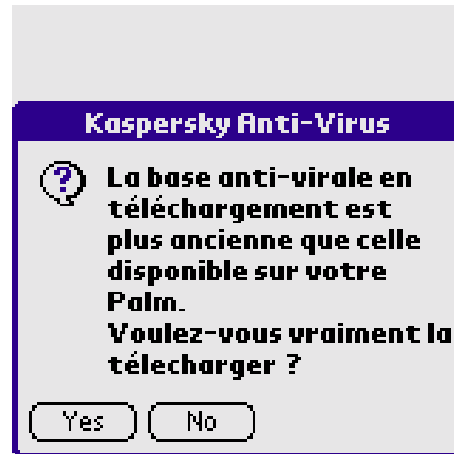 Kaspersky Anti-Virus
La base anti-virale en
téléchargement est
plus ancienne que celle
disponible sur votre
Palm.
Voulez-vous vraiment la
télecharger ?
Yes No